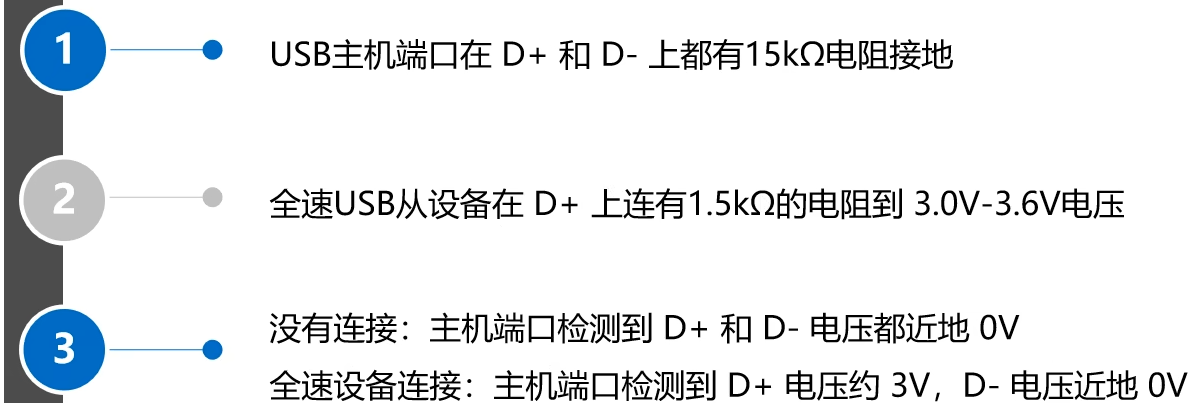 1
USB主机端口在 D+ 和 D- 上都有15kΩ电阻接地
2
全速USB从设备在 D+ 上连有1.5kΩ的电阻到 3.0V-3.6V电压
3
没有连接：主机端口检测到 D+ 和 D- 电压都近地 0V
全速设备连接：主机端口检测到 D+ 电压约 3V，D- 电压近地 0V